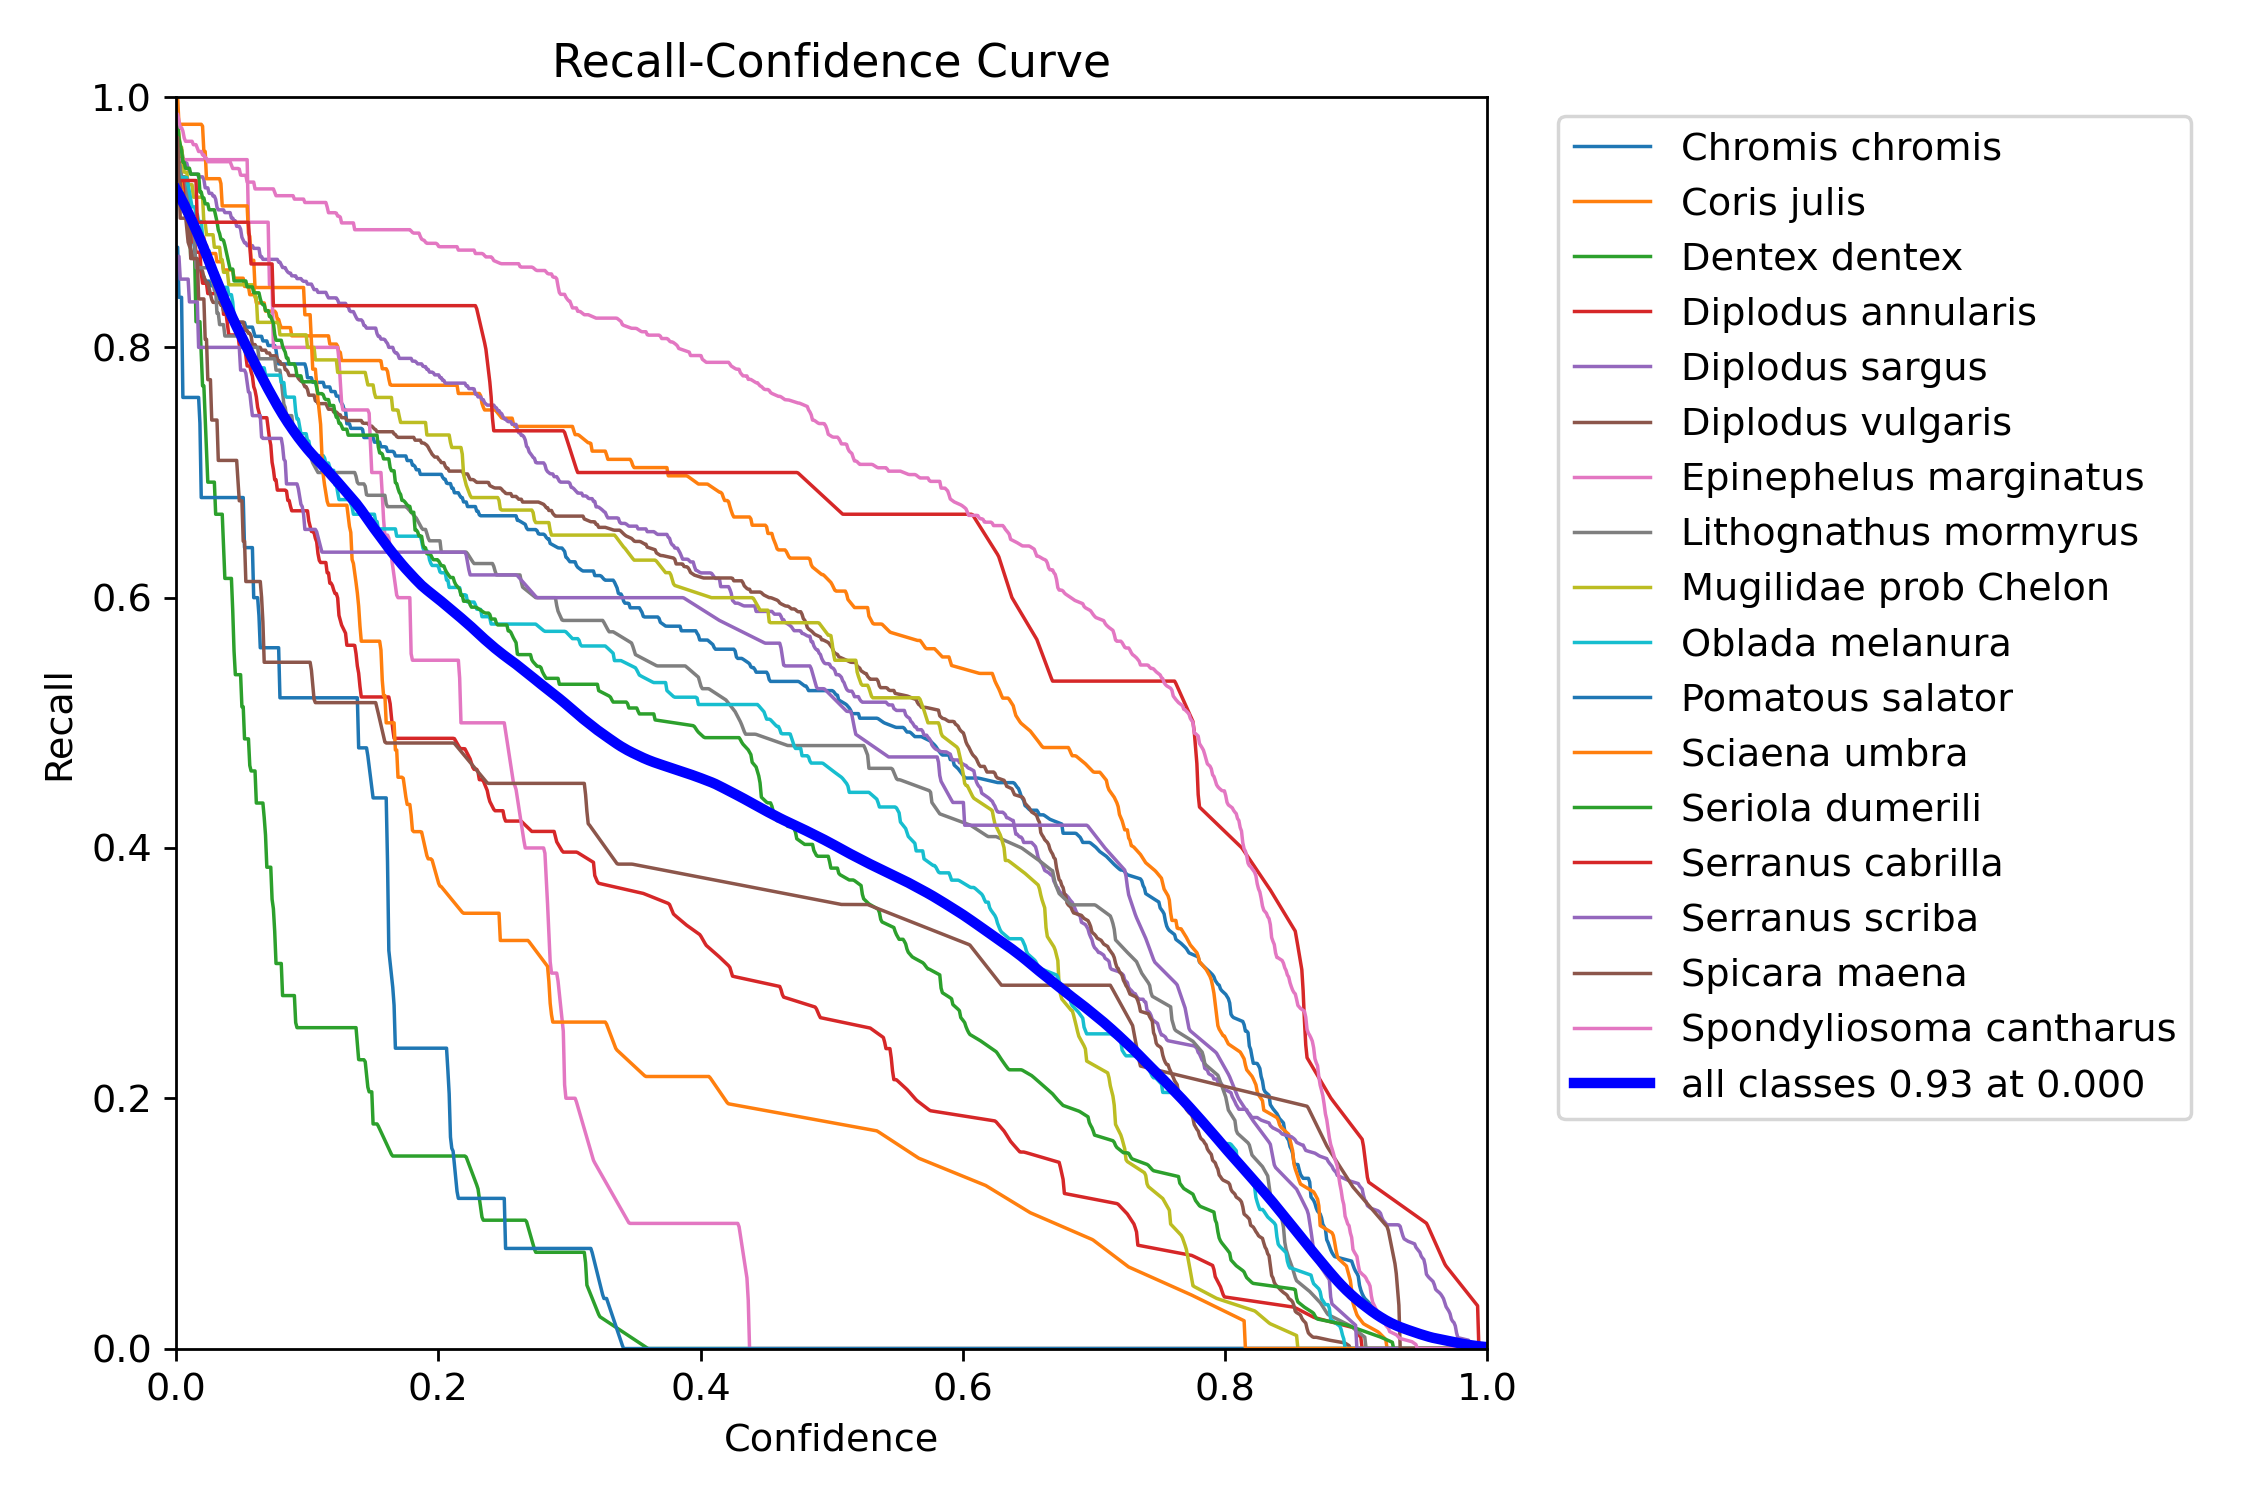 Recall-Confidence Curve
1.0
0.8
0.6
0.4
0.2
0.0
Recall
0.0 0.2 0.4 0.6 0.8 1.0
Confidence
Chromis chromis
Coris julis
Dentex dentex
Diplodus annularis
Diplodus sargus
Diplodus vulgaris
Epinephelus marginatus
Lithognathus mormyrus
Mugilidae prob Chelon
Oblada melanura
Pomatous salator
Sciaena umbra
Seriola dumerili
Serranus cabrilla
Serranus scriba
Spicara maena
Spondyliosoma cantharus
all classes 0.93 at 0.000